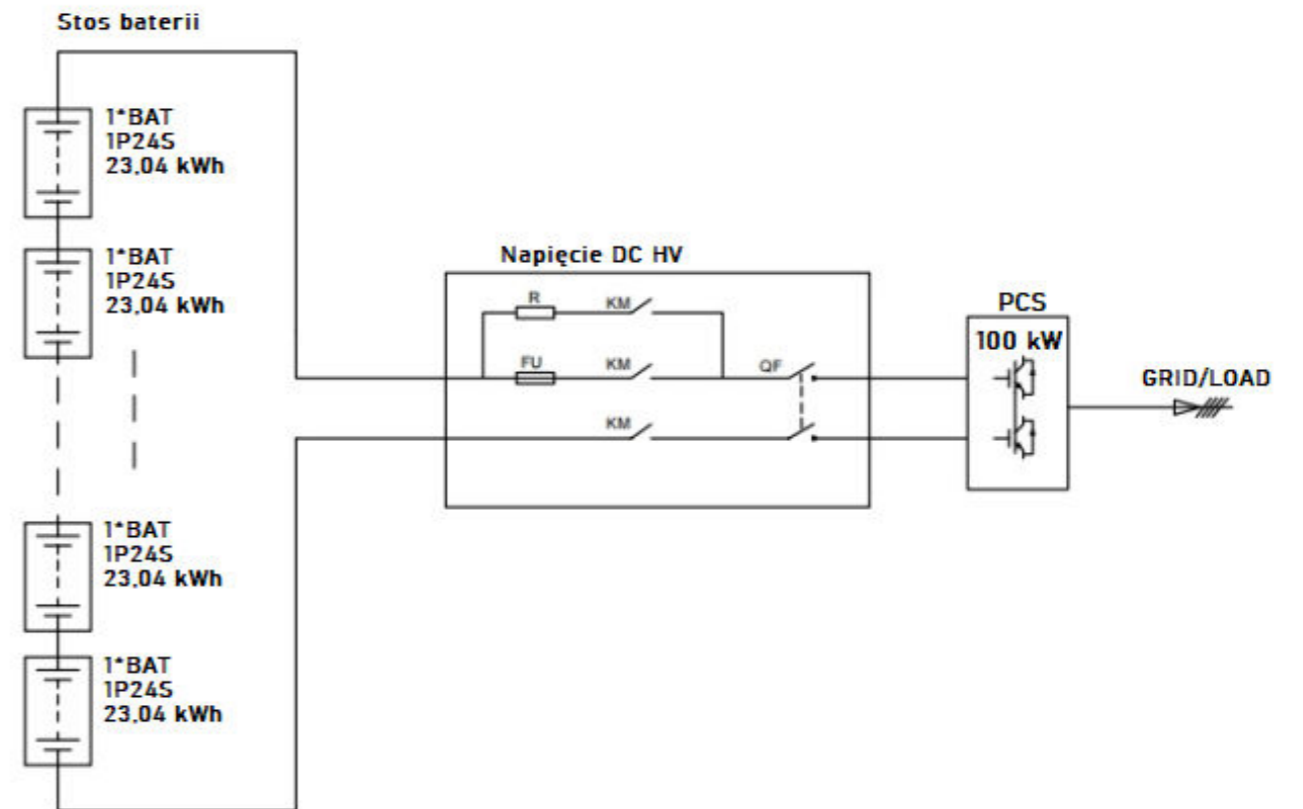 Stos baterii
1*BAT
1P24S
23,04 kWh
1*BAT
1P24S
23,04 kWh
1*BAT
1P24S
23,04 kWh
1*BAT
1P24S
23,04 kWh
Napięcie DC HV
R
KM
FU
KM
QF
KM
PCS
100 kW
GRID/LOAD